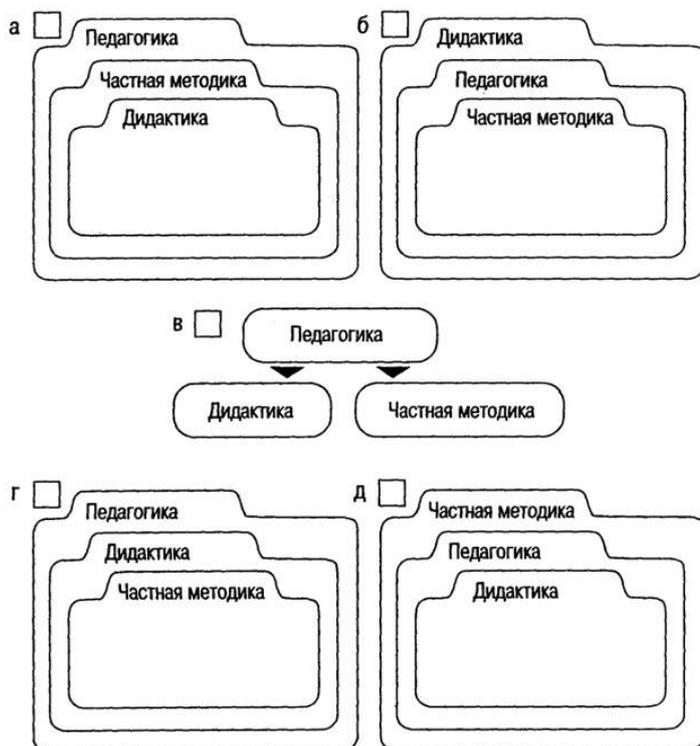 а
Педагогика
Частная методика
Дидактика
б
Дидактика
Педагогика
Частная методика
в
Педагогика
Дидактика
Частная методика
г
Педагогика
Дидактика
Частная методика
д
Частная методика
Педагогика
Дидактика